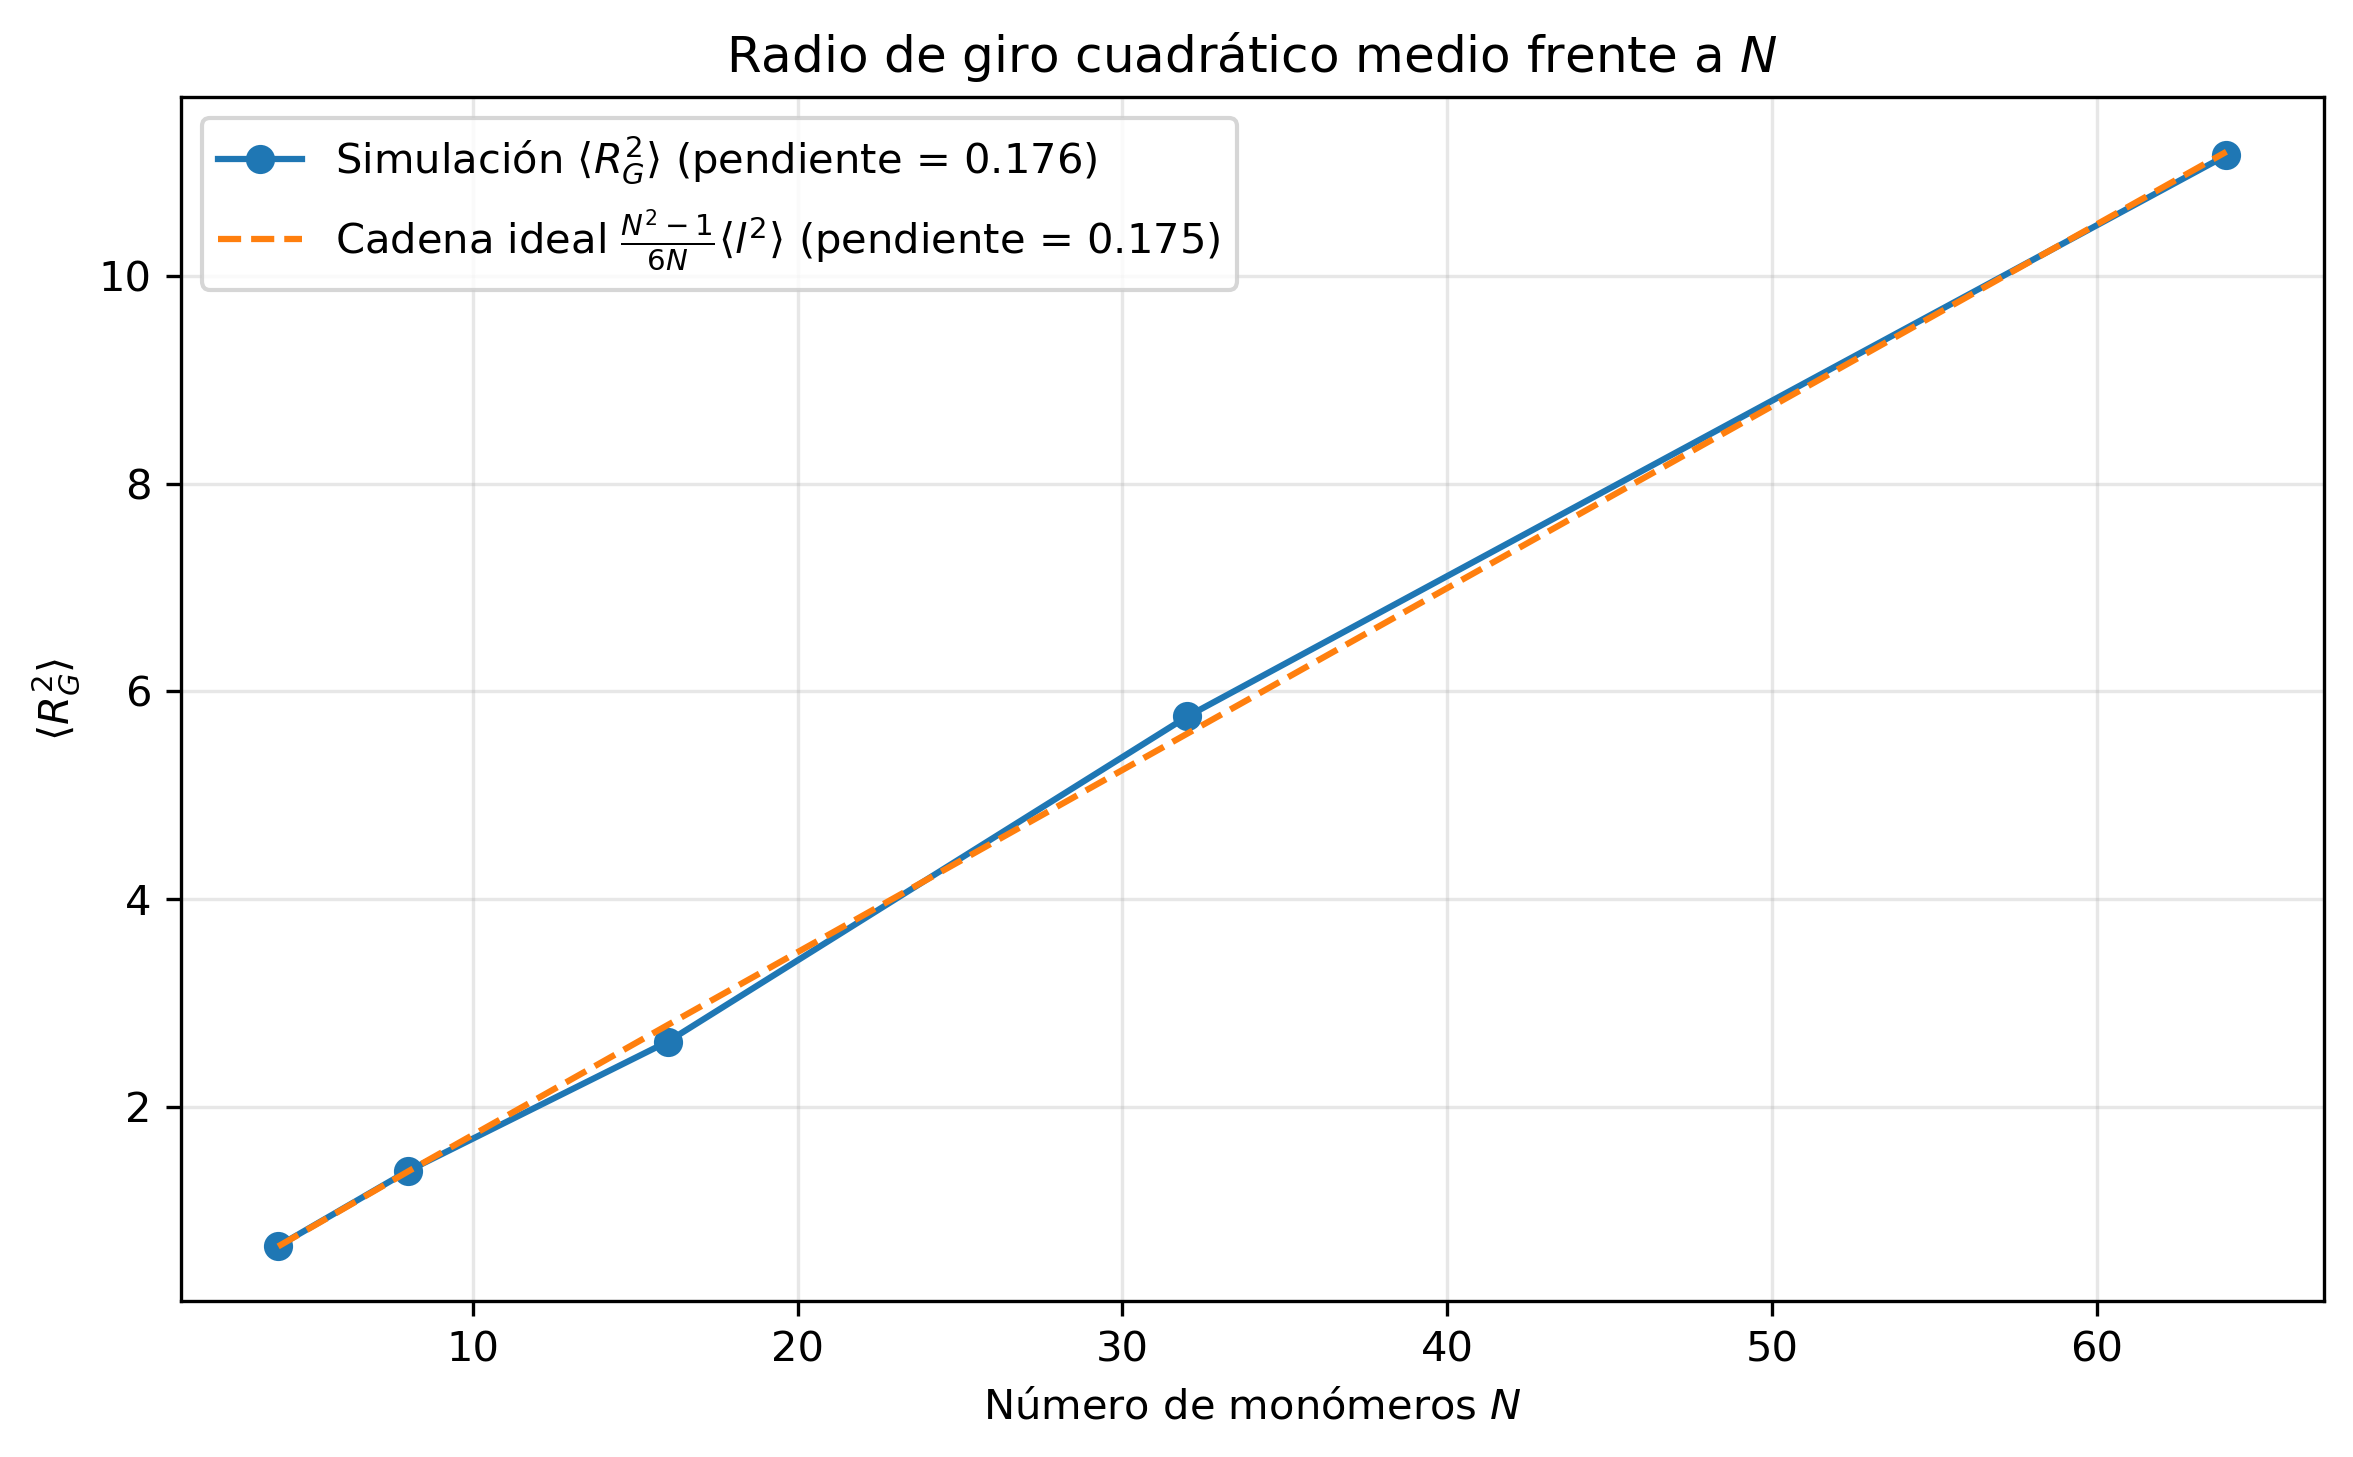 Radio de giro cuadrático medio frente a N
Simulación ⟨R_G^2⟩ (pendiente = 0.176)
Cadena ideal \frac{N^2 − 1}{6N}⟨l^2⟩ (pendiente = 0.175)
10
8
6
4
2
⟨R_G^2⟩
10 20 30 40 50 60
Número de monómeros N